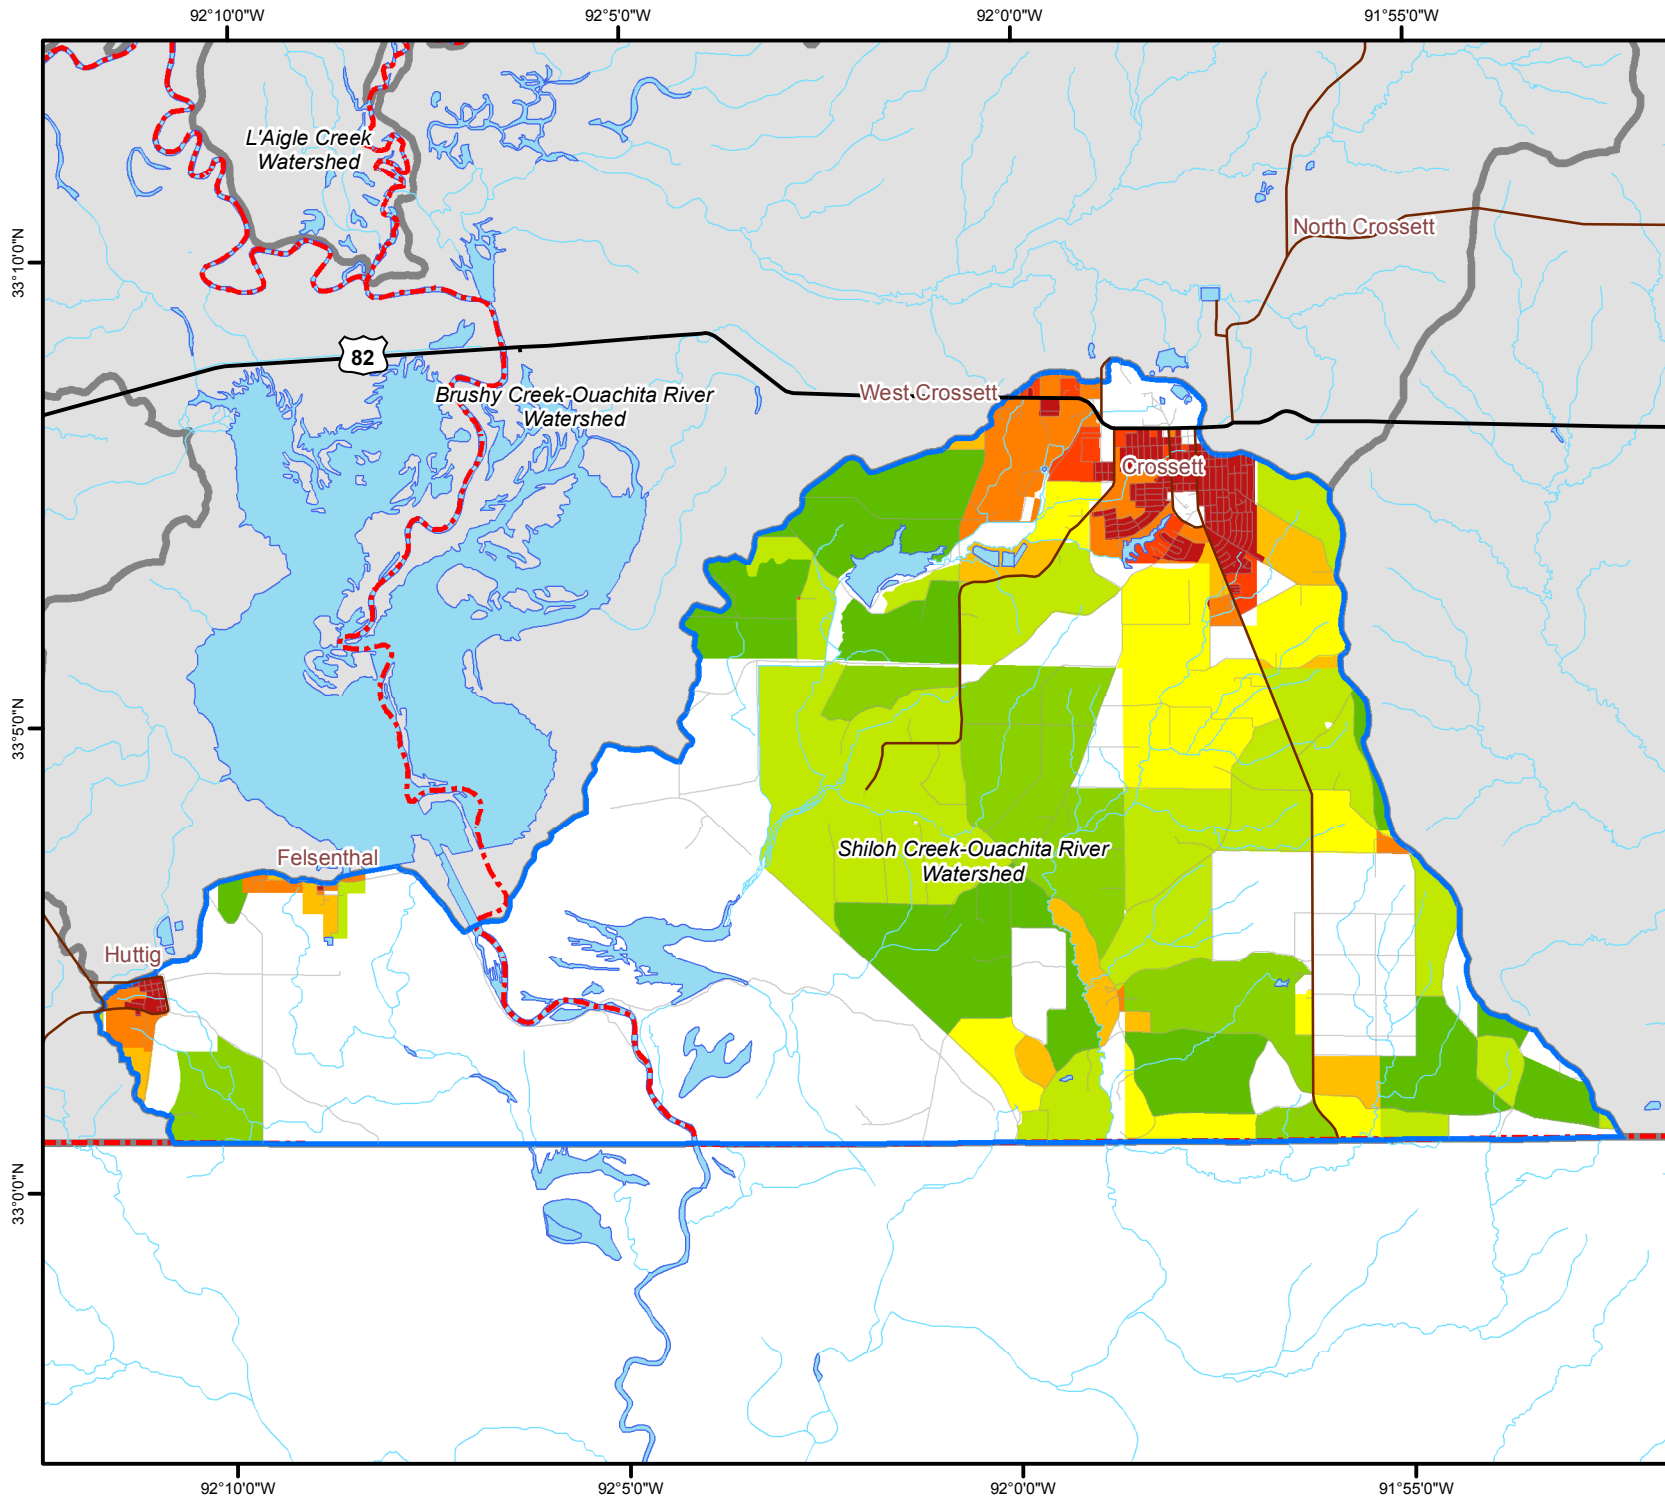 92°10'0"W
92°5'0"W
92°0'0"W
91°55'0"W
L'Aigle Creek
Watershed
North Crossett
33°10'0"N
82
Brushy Creek-Ouachita River
Watershed
West Crossett
Crossett
33°5'0"N
Shiloh Creek-Ouachita River
Watershed
Felsenthal
Huttig
33°0'0"N
92°10'0"W
92°5'0"W
92°0'0"W
91°55'0"W